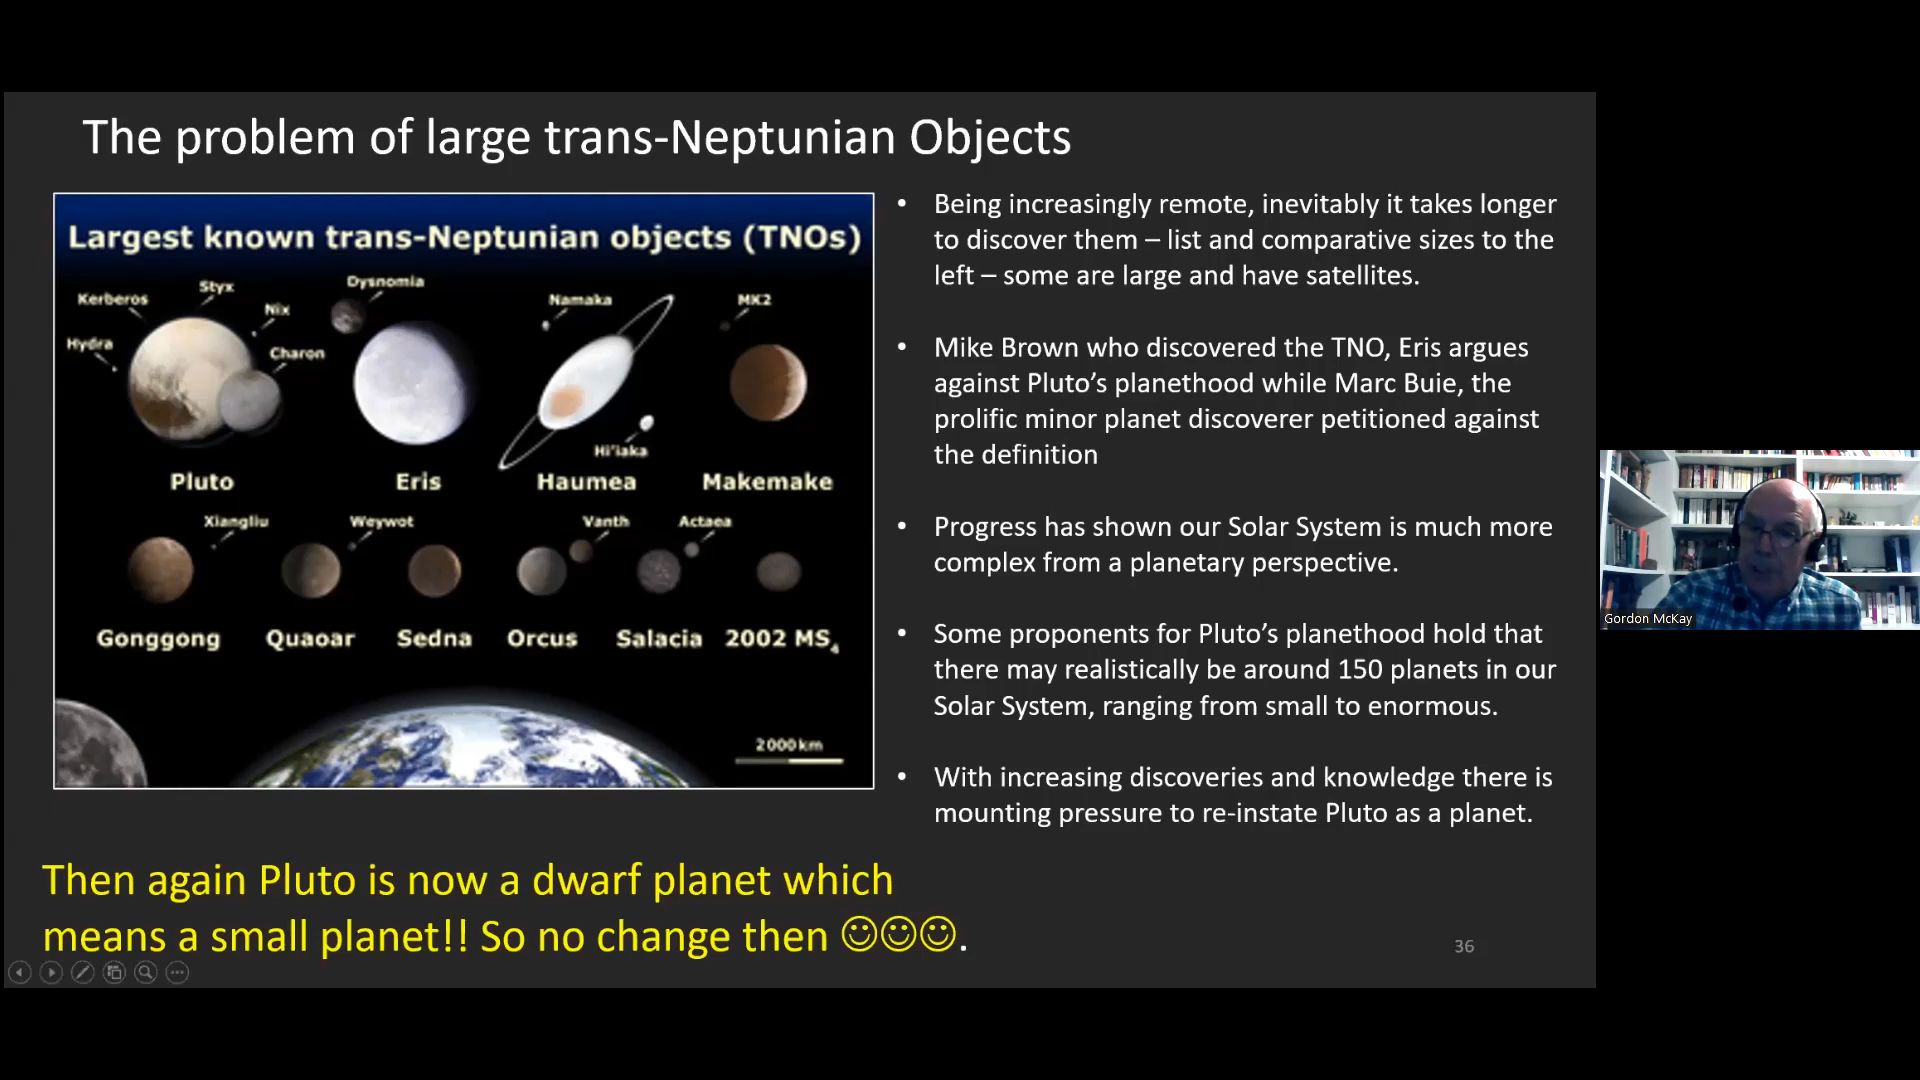 The problem of large trans-Neptunian Objects
Largest known trans-Neptunian objects (TNOs)
Kerberos
Styx
Nix
Hydra
Charon
Dysnomia
Namaka
Hi'iaka
MK2
Pluto
Eris
Haumea
Makemake
Xiangliu
Weywot
Vanth
Actaea
Gonggong
Quaoar
Sedna
Orcus
Salacia
2002 MS4
2000km
• Being increasingly remote, inevitably it takes longer
to discover them – list and comparative sizes to the
left – some are large and have satellites.
• Mike Brown who discovered the TNO, Eris argues
against Pluto's planethood while Marc Buie, the
prolific minor planet discoverer petitioned against
the definition
• Progress has shown our Solar System is much more
complex from a planetary perspective.
• Some proponents for Pluto's planethood hold that
there may realistically be around 150 planets in our
Solar System, ranging from small to enormous.
• With increasing discoveries and knowledge there is
mounting pressure to re-instate Pluto as a planet.
Then again Pluto is now a dwarf planet which
means a small planet!! So no change then ☺☺☺.
36
Gordon McKay